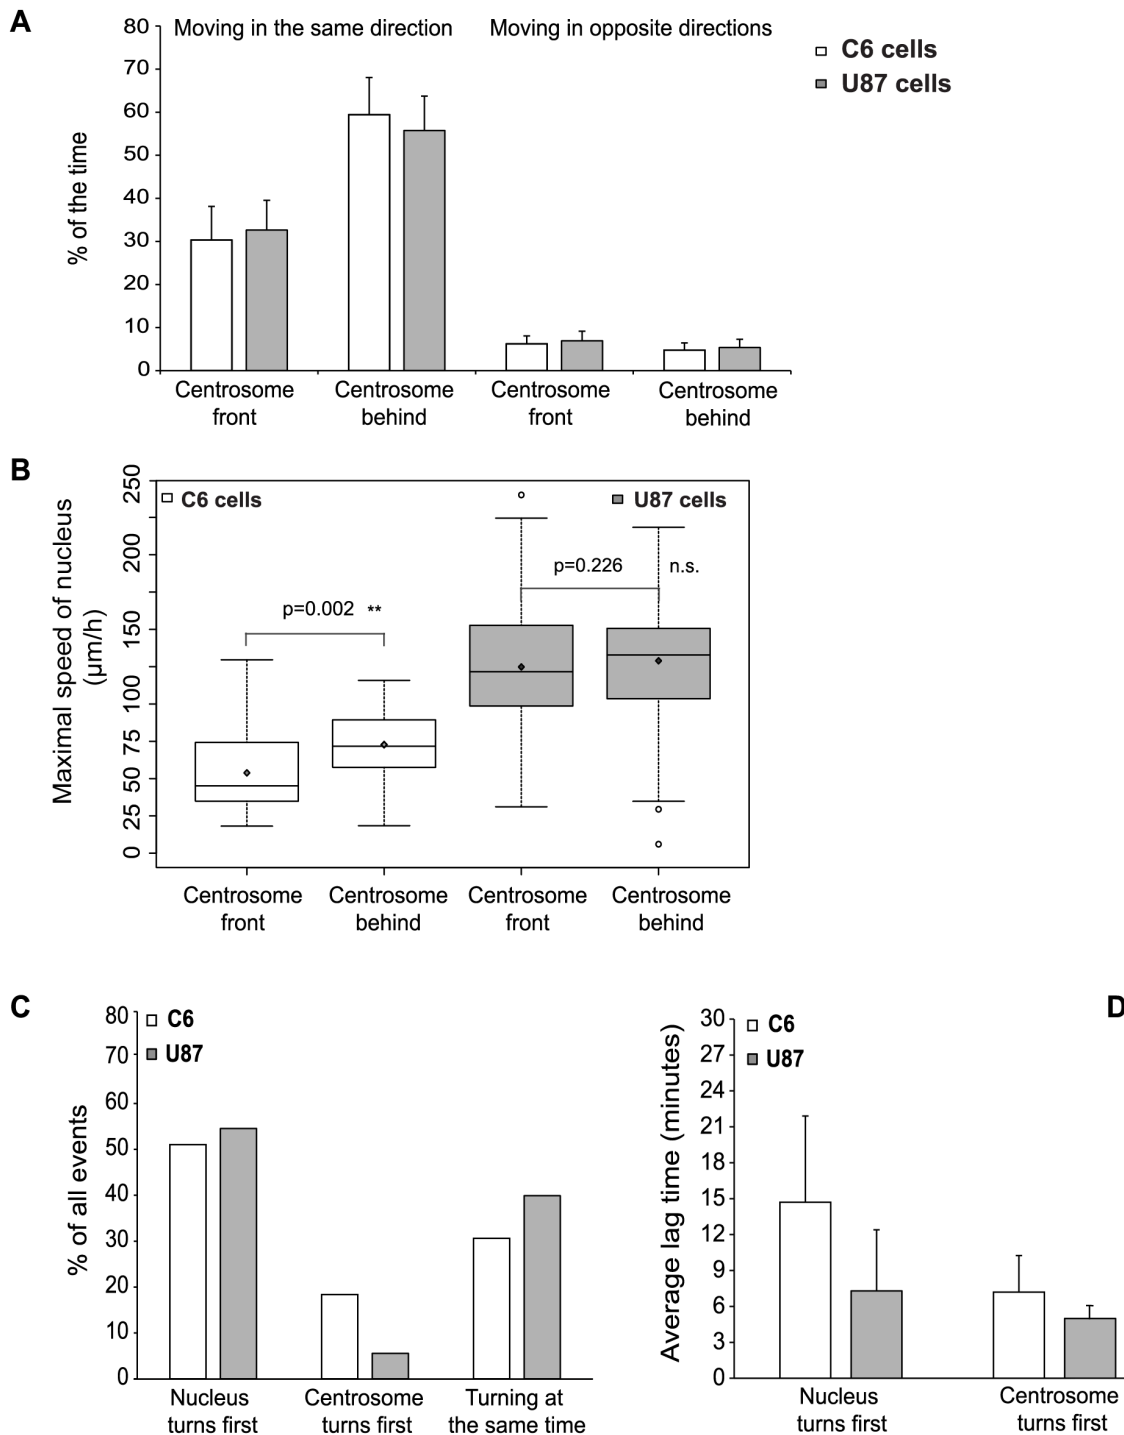 A
Moving in the same direction
Moving in opposite directions
C6 cells
U87 cells
% of the time
80
70
60
50
40
30
20
10
0
Centrosome
front
Centrosome
behind
Centrosome
front
Centrosome
behind
B
Maximal speed of nucleus
(µm/h)
250
200
150
100
75
50
25
0
C6 cells
U87 cells
p=0.002 **
p=0.226
n.s.
Centrosome
front
Centrosome
behind
Centrosome
front
Centrosome
behind
C
% of all events
80
70
60
50
40
30
20
10
0
C6
U87
Nucleus
turns first
Centrosome
turns first
Turning at
the same time
D
Average lag time (minutes)
30
27
24
21
18
15
12
9
6
3
0
C6
U87
Nucleus
turns first
Centrosome
turns first